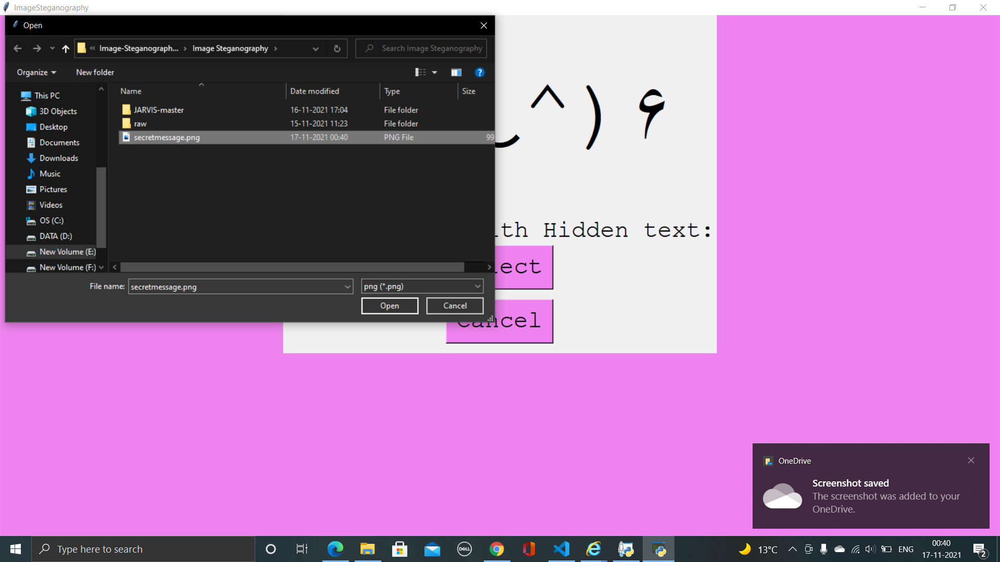 ImageSteganography
Open
Image-Steganograph... Image Steganography
Search Image Steganography
Organize
New folder
Name Date modified Type Size
This PC
3D Objects
Desktop
Documents
Downloads
Music
Pictures
Videos
OS (C:)
DATA (D:)
New Volume (E:)
New Volume (F:)
JARVIS-master 16-11-2021 17:04 File folder
raw 15-11-2021 11:23 File folder
secretmessage.png 17-11-2021 00:40 PNG File 99
File name: secretmessage.png png (*.png)
Open Cancel
^ ) ۶
ith Hidden text:
lect
Cancel
OneDrive
Screenshot saved
The screenshot was added to your
OneDrive.
Type here to search
DELL
13°C
ENG
00:40
17-11-2021
2